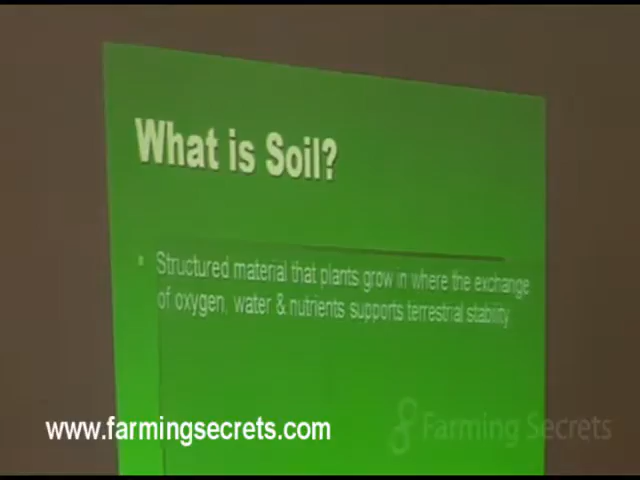 What is Soil?
Structured material that plants grow in where the exchange
of oxygen, water & nutrients supports terrestrial stability
www.farmingsecrets.com
Farming Secrets